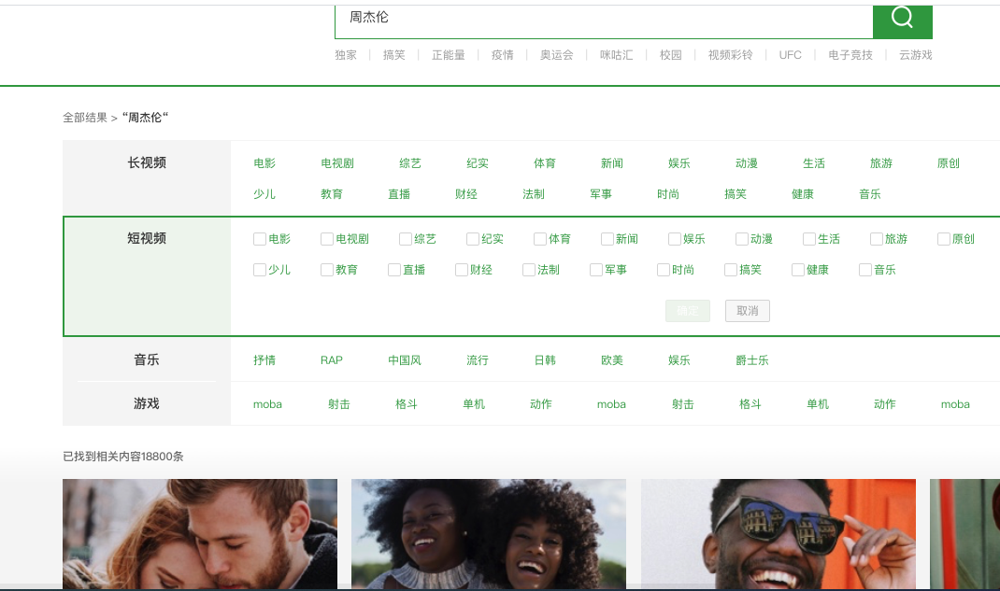 周杰伦
独家 | 搞笑 | 正能量 | 疫情 | 奥运会 | 咪咕汇 | 校园 | 视频彩铃 | UFC | 电子竞技 | 云游戏
全部结果 > “周杰伦“
长视频 电影 电视剧 综艺 纪实 体育 新闻 娱乐 动漫 生活 旅游 原创
少儿 教育 直播 财经 法制 军事 时尚 搞笑 健康 音乐
短视频 电影 电视剧 综艺 纪实 体育 新闻 娱乐 动漫 生活 旅游 原创
少儿 教育 直播 财经 法制 军事 时尚 搞笑 健康 音乐
确定 取消
音乐 抒情 RAP 中国风 流行 日韩 欧美 娱乐 爵士乐
游戏 moba 射击 格斗 单机 动作 moba 射击 格斗 单机 动作 moba
已找到相关内容18800条